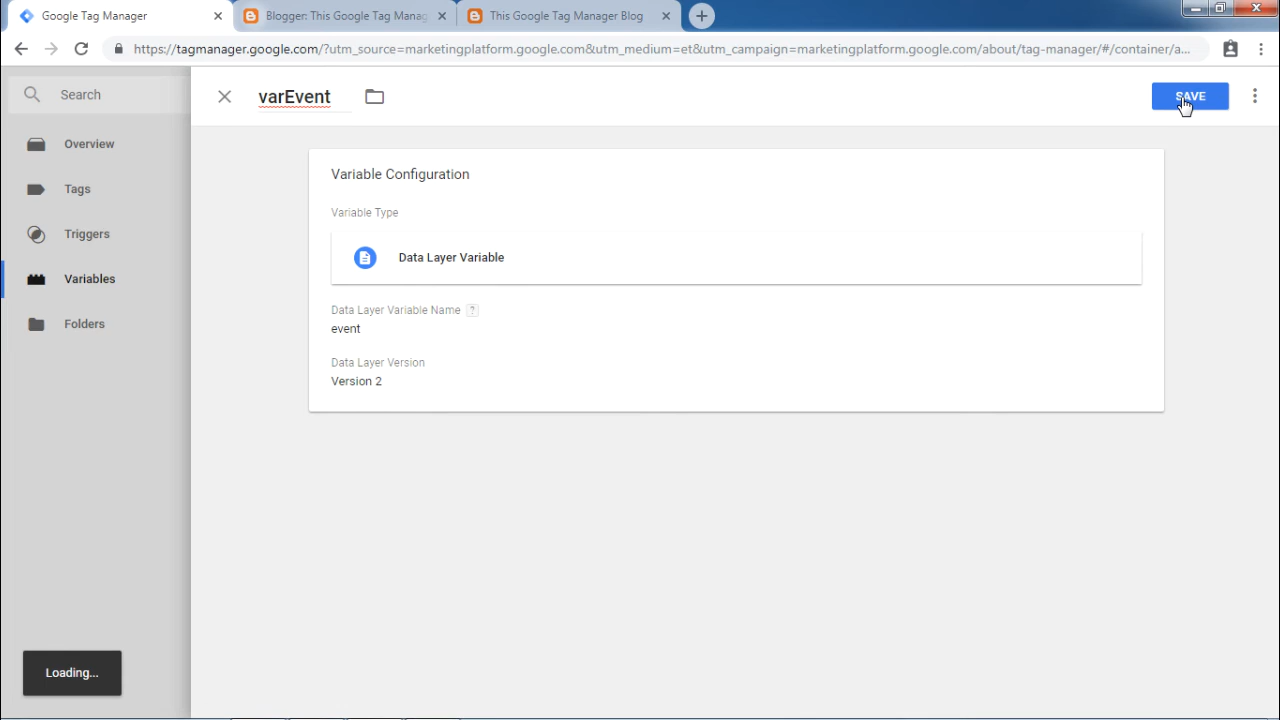 Google Tag Manager
Blogger: This Google Tag Manag
This Google Tag Manager Blog
https://tagmanager.google.com/?utm_source=marketingplatform.google.com&utm_medium=et&utm_campaign=marketingplatform.google.com/about/tag-manager/#/container/a...
Search
varEvent
SAVE
Overview
Tags
Triggers
Variables
Folders
Variable Configuration
Variable Type
Data Layer Variable
Data Layer Variable Name ?
event
Data Layer Version
Version 2
Loading...